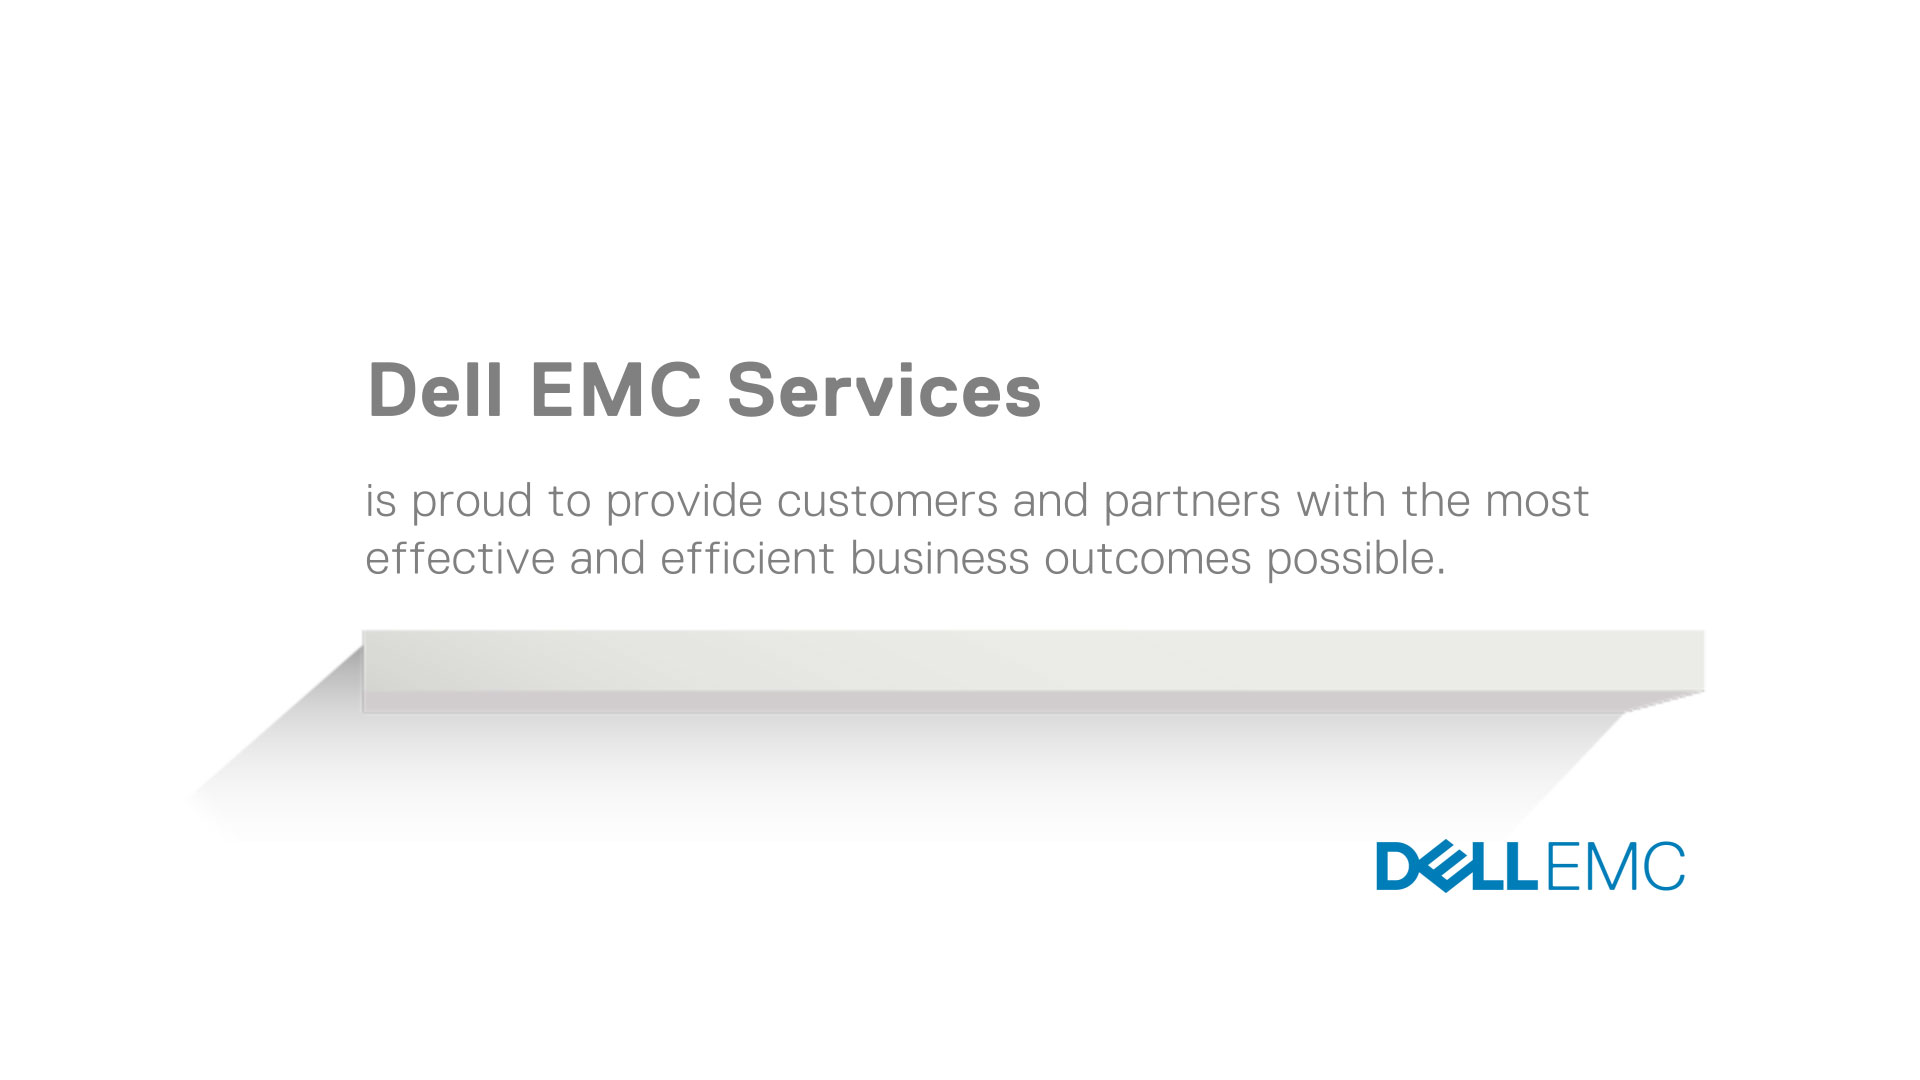 Dell EMC Services
is proud to provide customers and partners with the most
effective and efficient business outcomes possible.
DELLEMC